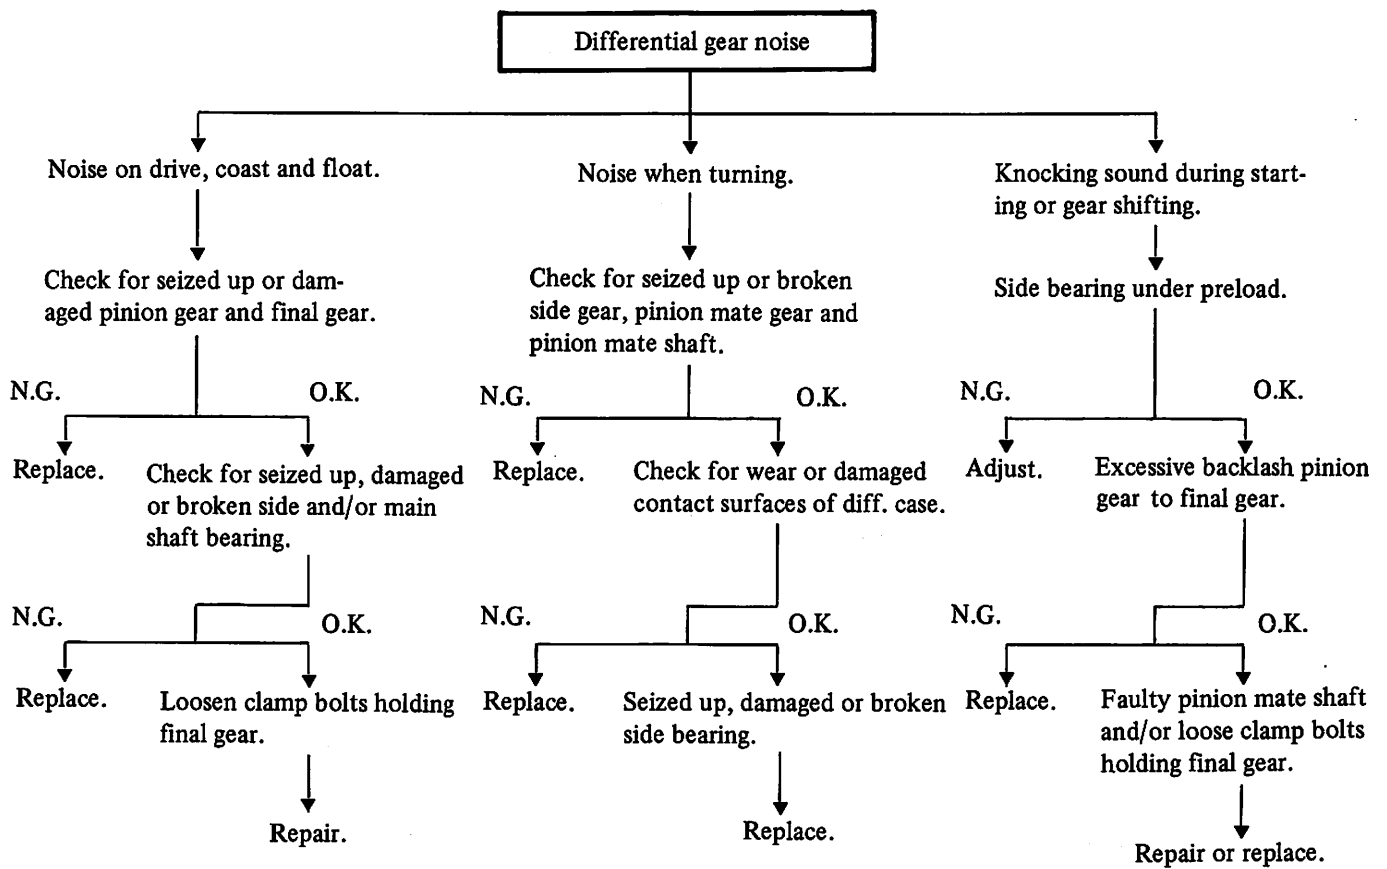 Differential gear noise
Noise on drive, coast and float.
Check for seized up or dam-
aged pinion gear and final gear.
N.G.
O.K.
Replace.
Check for seized up, damaged
or broken side and/or main
shaft bearing.
N.G.
O.K.
Replace.
Loosen clamp bolts holding
final gear.
Repair.
Noise when turning.
Check for seized up or broken
side gear, pinion mate gear and
pinion mate shaft.
N.G.
O.K.
Replace.
Check for wear or damaged
contact surfaces of diff. case.
N.G.
O.K.
Replace.
Seized up, damaged or broken
side bearing.
Replace.
Knocking sound during start-
ing or gear shifting.
Side bearing under preload.
N.G.
O.K.
Adjust.
Excessive backlash pinion
gear to final gear.
N.G.
O.K.
Replace.
Faulty pinion mate shaft
and/or loose clamp bolts
holding final gear.
Repair or replace.